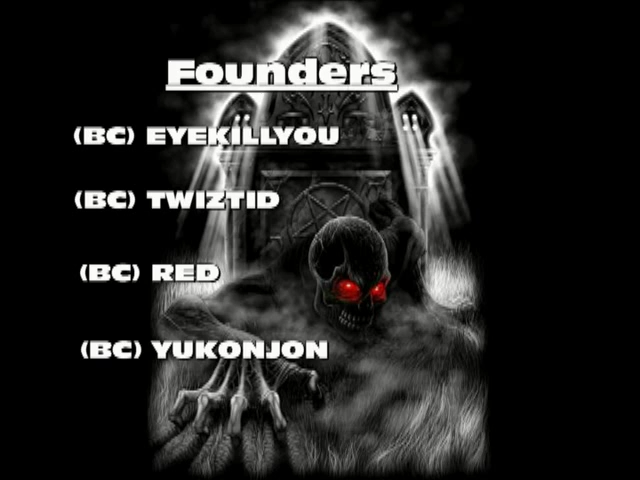 Founders
(BC) EYEKILLYOU
(BC) TWIZTID
(BC) RED
(BC) YUKONJON